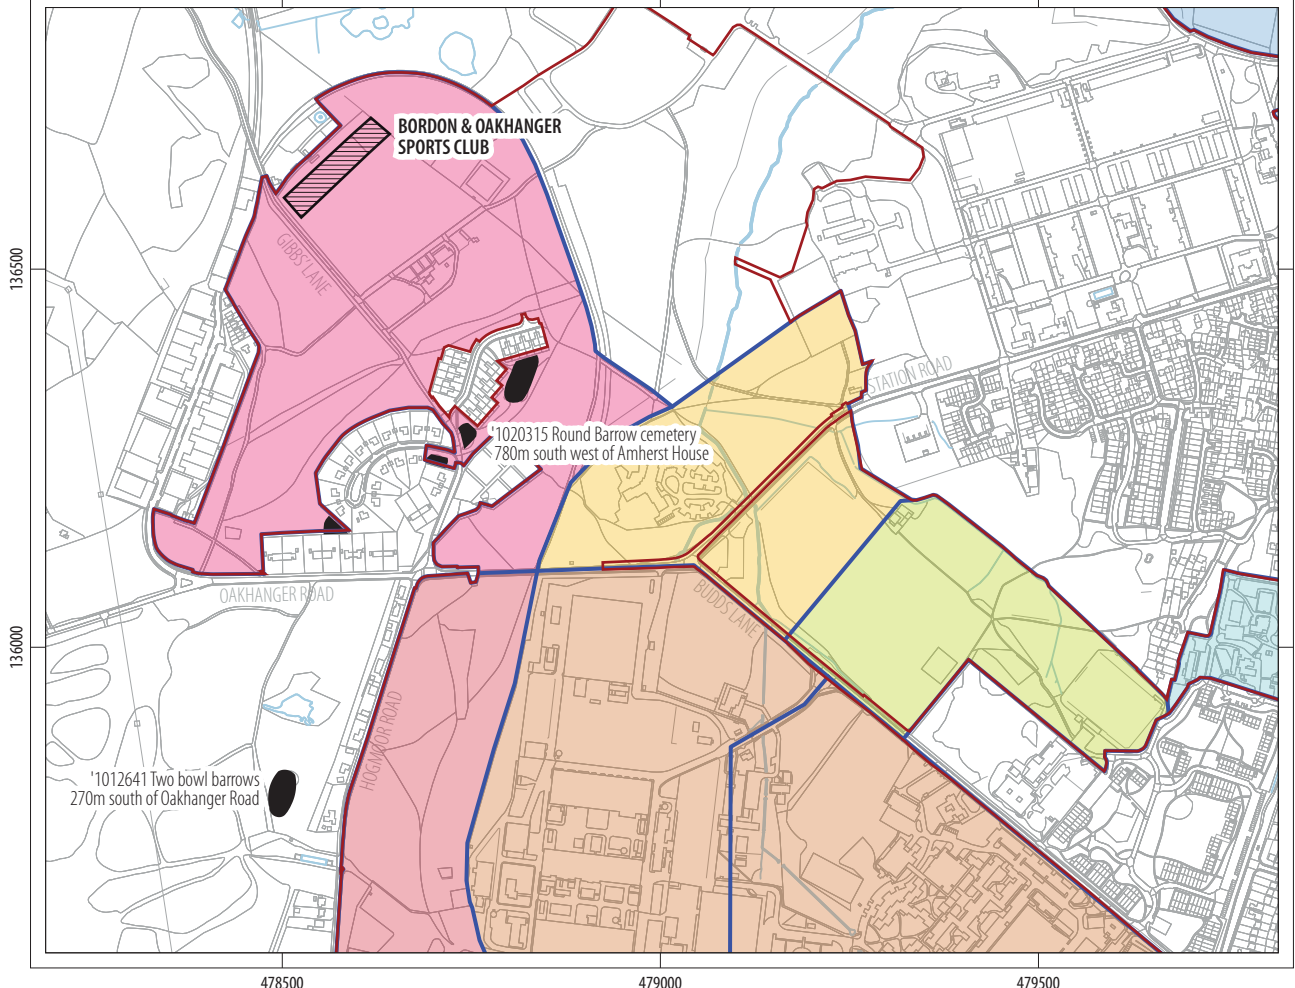 BORDON & OAKHANGER
SPORTS CLUB
GIBBS' LANE
136500
STATION ROAD
'1020315 Round Barrow cemetery
780m south west of Amherst House
OAKHANGER ROAD
BUDDS LANE
136000
HOGMOOR ROAD
'1012641 Two bowl barrows
270m south of Oakhanger Road
478500
479000
479500